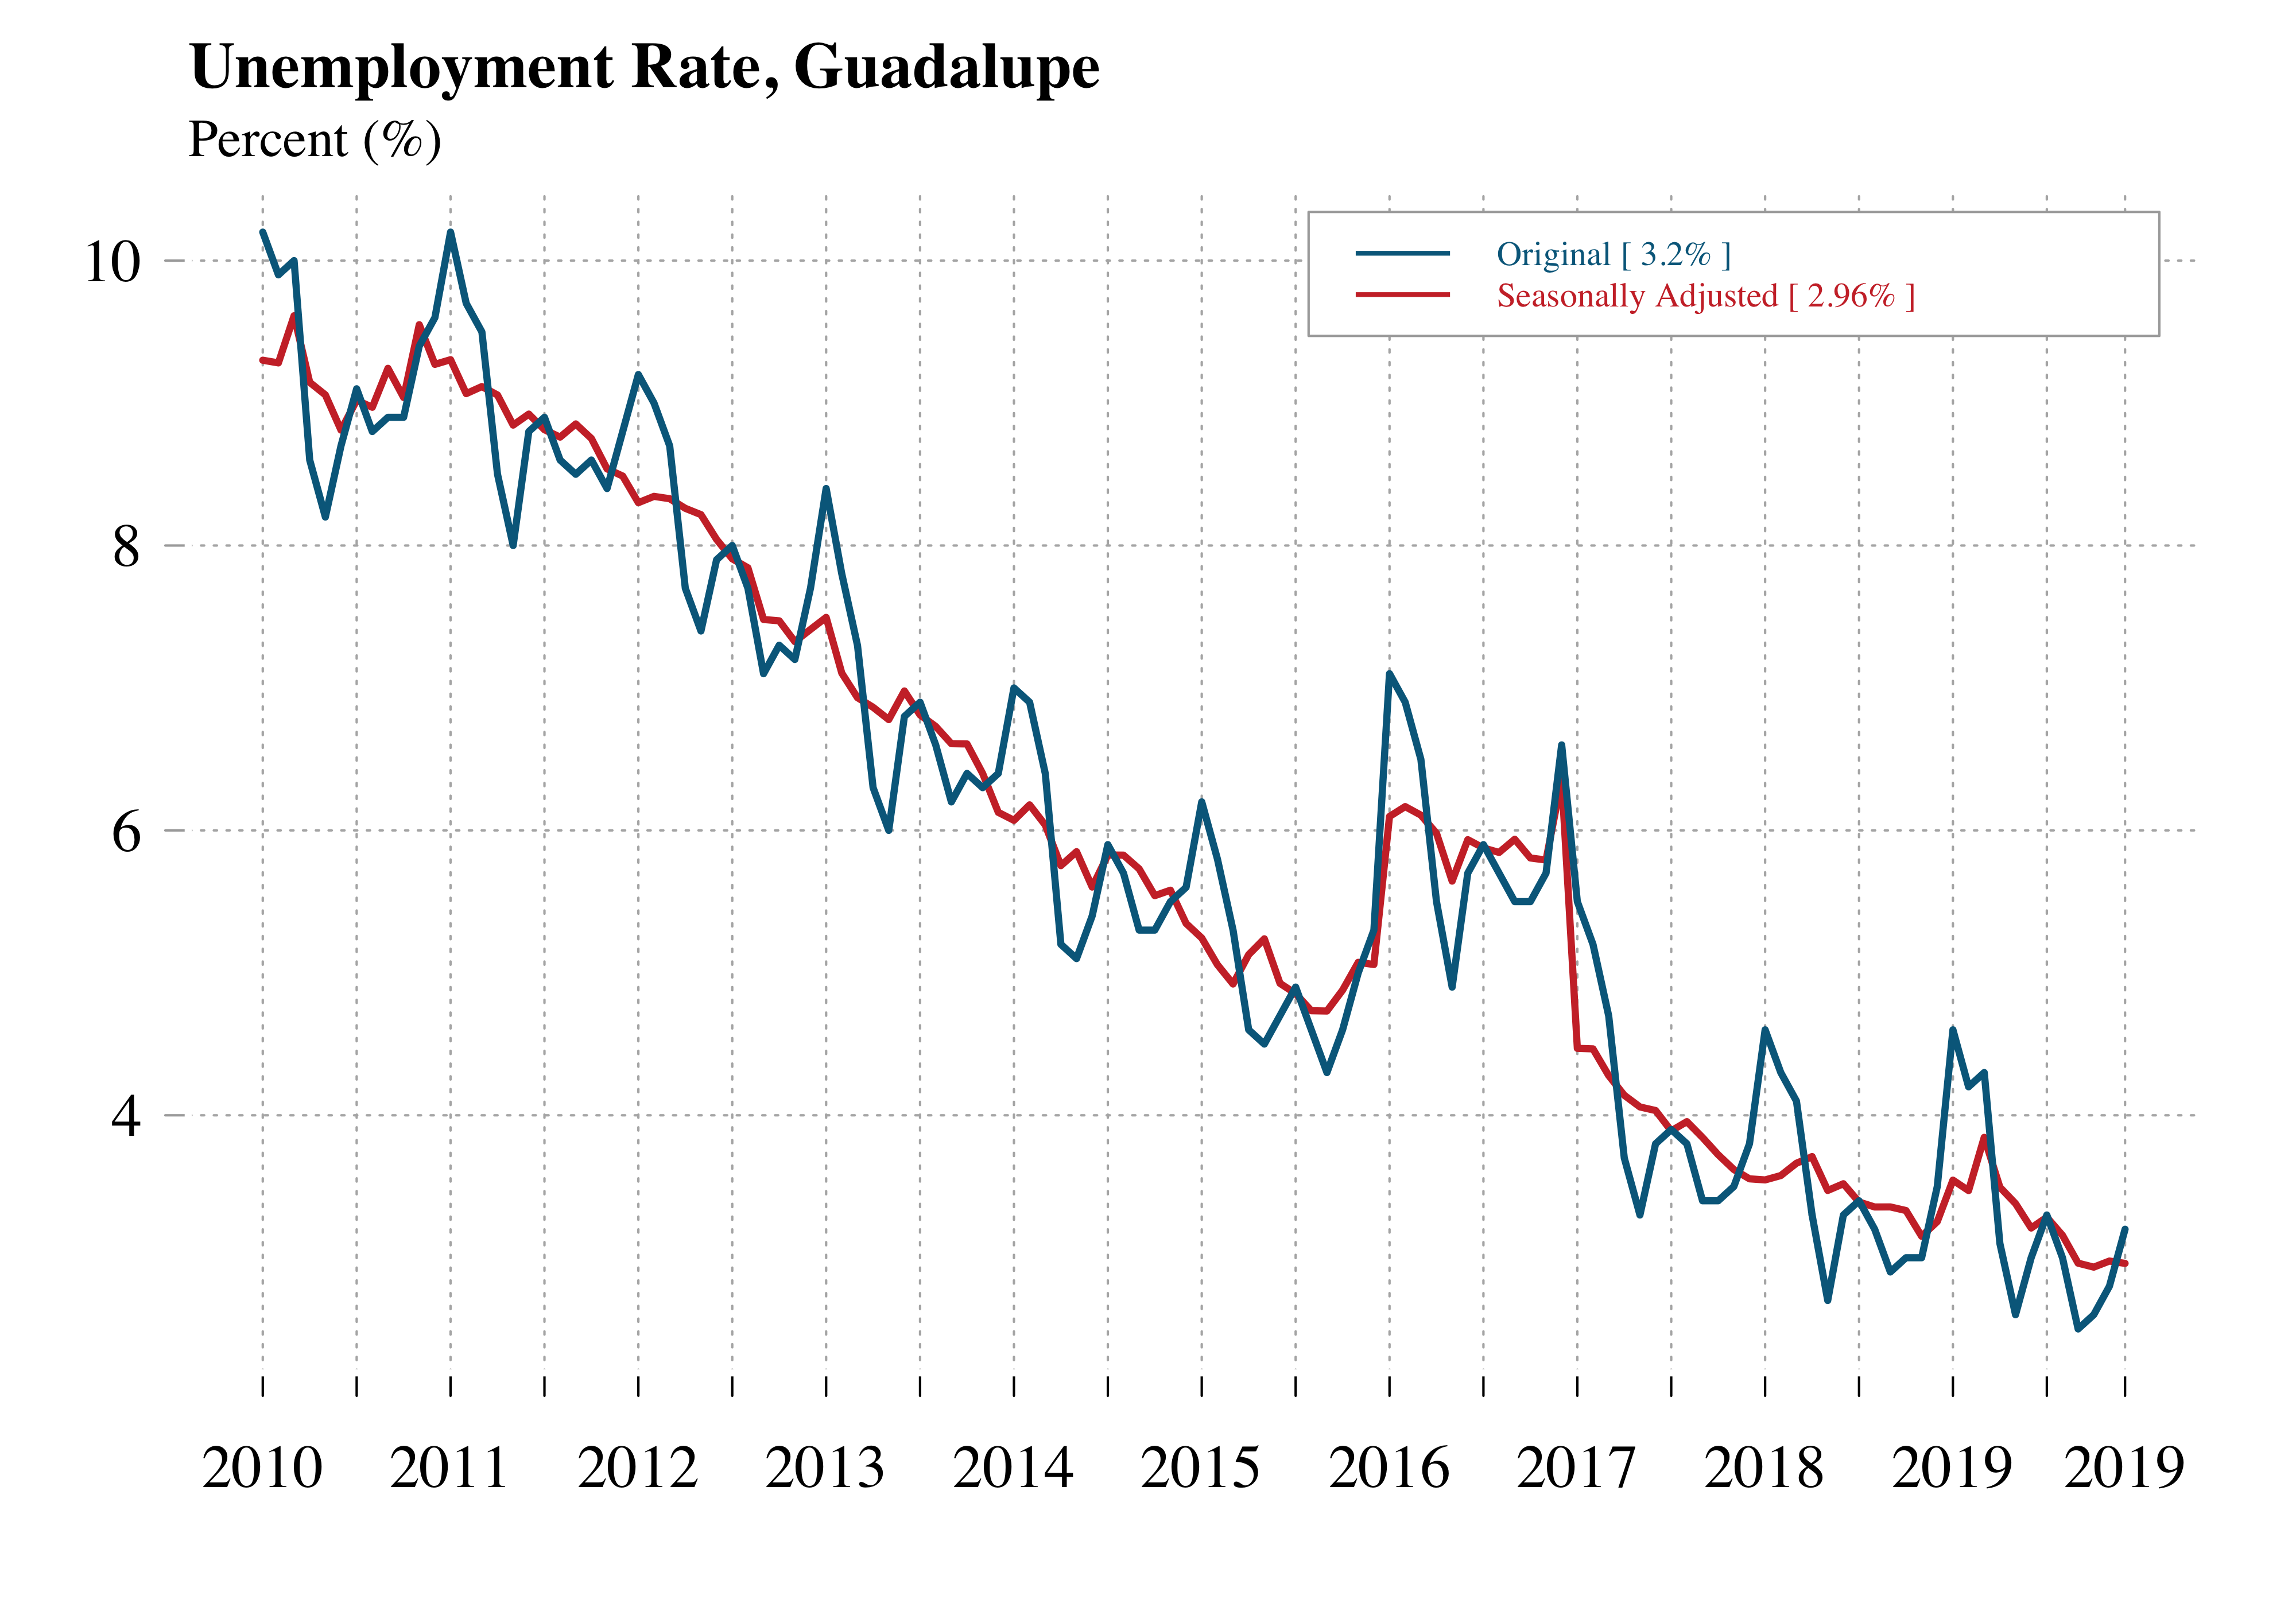 Unemployment Rate, Guadalupe
Percent (%)
Original [ 3.2% ]
Seasonally Adjusted [ 2.96% ]
10
8
6
4
2010 2011 2012 2013 2014 2015 2016 2017 2018 2019 2019